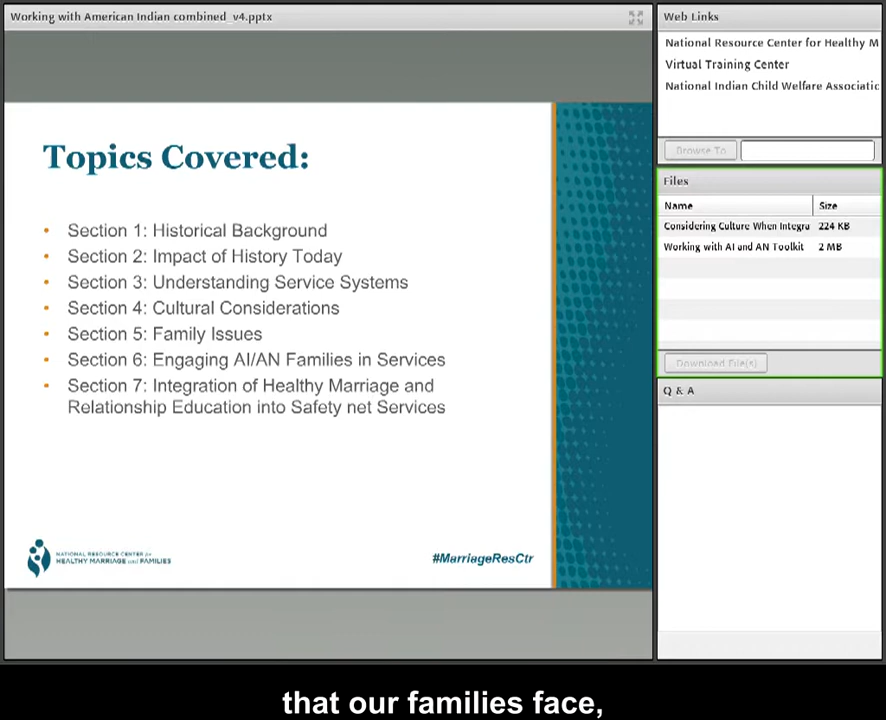 Working with American Indian combined_v4.pptx
Topics Covered:
• Section 1: Historical Background
• Section 2: Impact of History Today
• Section 3: Understanding Service Systems
• Section 4: Cultural Considerations
• Section 5: Family Issues
• Section 6: Engaging AI/AN Families in Services
• Section 7: Integration of Healthy Marriage and
Relationship Education into Safety net Services
NATIONAL RESOURCE CENTER for
HEALTHY MARRIAGE and FAMILIES
#MarriageResCtr
Web Links
National Resource Center for Healthy M
Virtual Training Center
National Indian Child Welfare Associatic
Browse To
Files
Name Size
Considering Culture When Integra 224 KB
Working with AI and AN Toolkit 2 MB
Download File(s)
Q & A
that our families face,